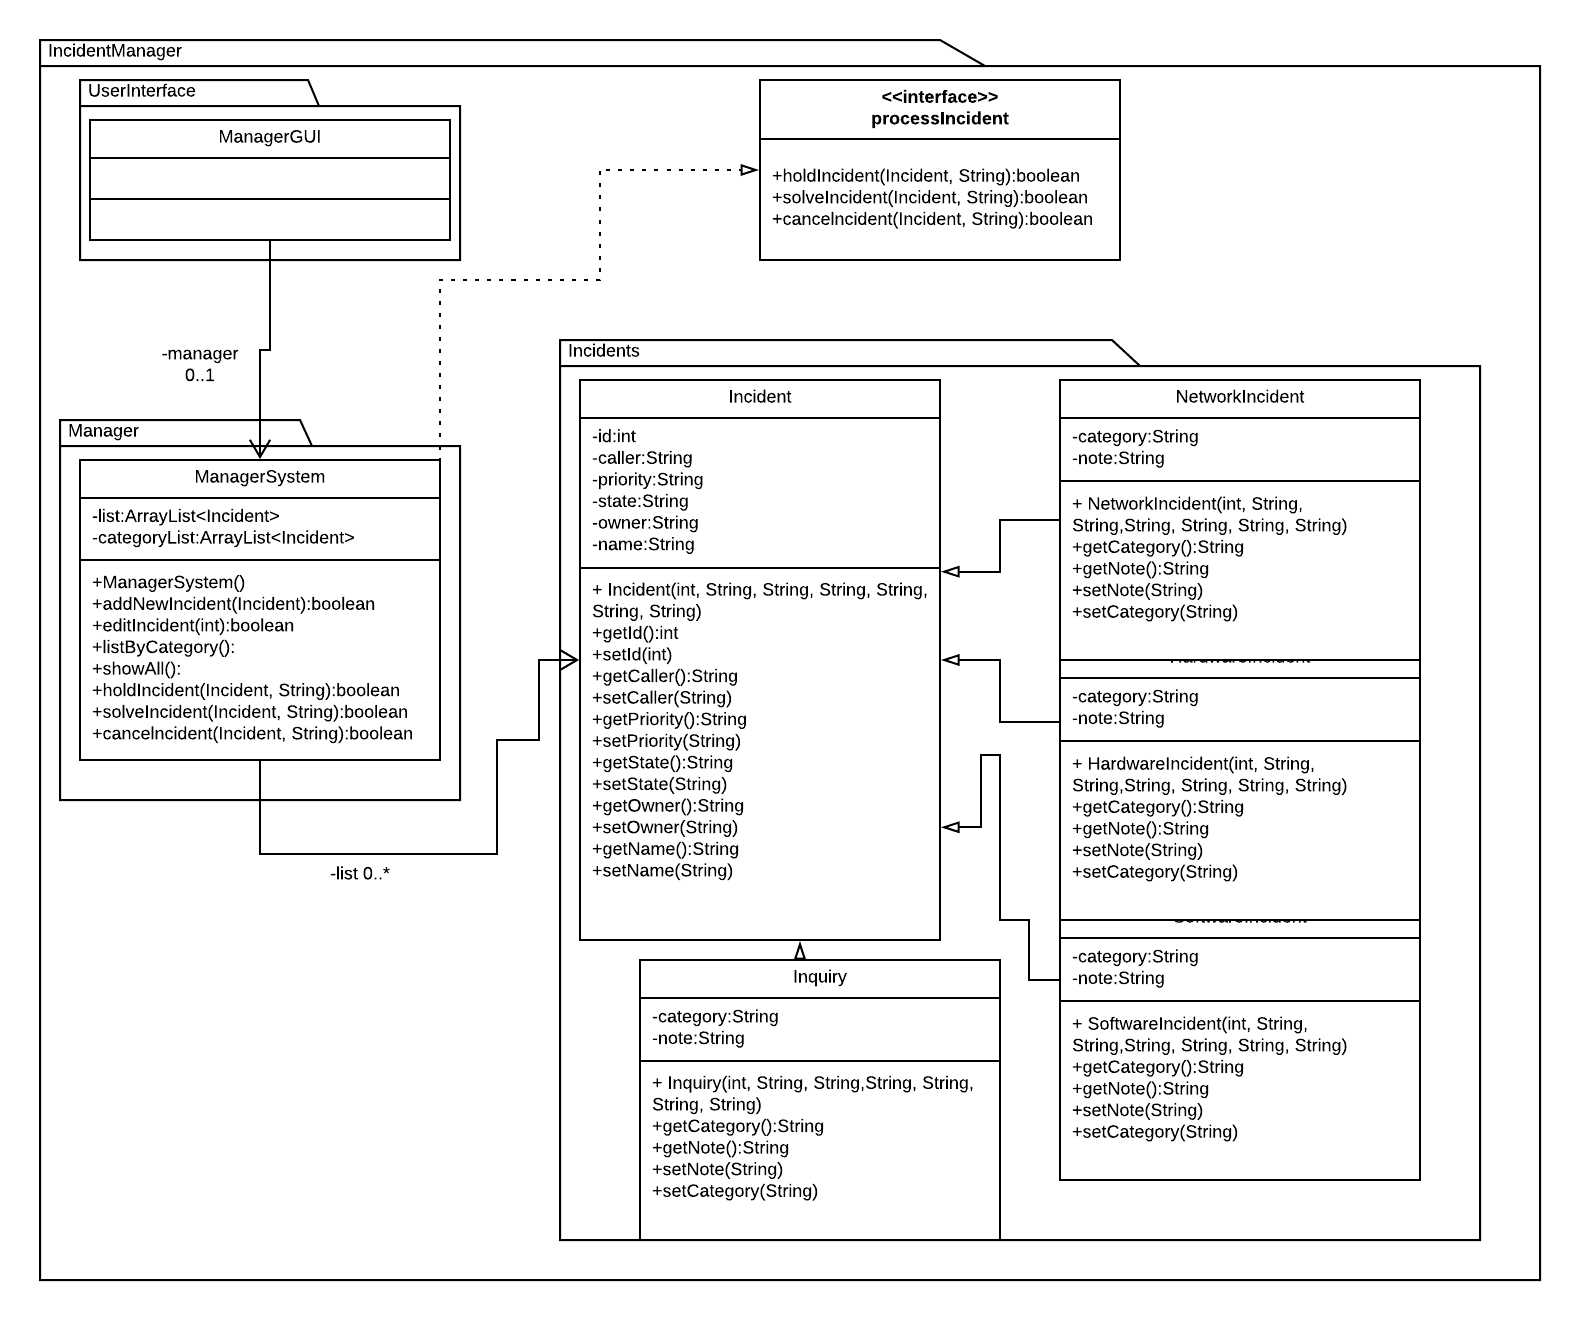 IncidentManager
UserInterface
ManagerGUI
<<interface>>
processIncident
+holdIncident(Incident, String):boolean
+solveIncident(Incident, String):boolean
+cancelncident(Incident, String):boolean
-manager
0..1
Manager
ManagerSystem
-list:ArrayList<Incident>
-categoryList:ArrayList<Incident>
+ManagerSystem()
+addNewIncident(Incident):boolean
+editIncident(int):boolean
+listByCategory():
+showAll():
+holdIncident(Incident, String):boolean
+solveIncident(Incident, String):boolean
+cancelncident(Incident, String):boolean
-list 0..*
Incidents
Incident
-id:int
-caller:String
-priority:String
-state:String
-owner:String
-name:String
+ Incident(int, String, String, String, String,
String, String)
+getId():int
+setId(int)
+getCaller():String
+setCaller(String)
+getPriority():String
+setPriority(String)
+getState():String
+setState(String)
+getOwner():String
+setOwner(String)
+getName():String
+setName(String)
Inquiry
-category:String
-note:String
+ Inquiry(int, String, String,String, String,
String, String)
+getCategory():String
+getNote():String
+setNote(String)
+setCategory(String)
NetworkIncident
-category:String
-note:String
+ NetworkIncident(int, String,
String,String, String, String, String)
+getCategory():String
+getNote():String
+setNote(String)
+setCategory(String)
HardwareIncident
-category:String
-note:String
+ HardwareIncident(int, String,
String,String, String, String, String)
+getCategory():String
+getNote():String
+setNote(String)
+setCategory(String)
SoftwareIncident
-category:String
-note:String
+ SoftwareIncident(int, String,
String,String, String, String, String)
+getCategory():String
+getNote():String
+setNote(String)
+setCategory(String)